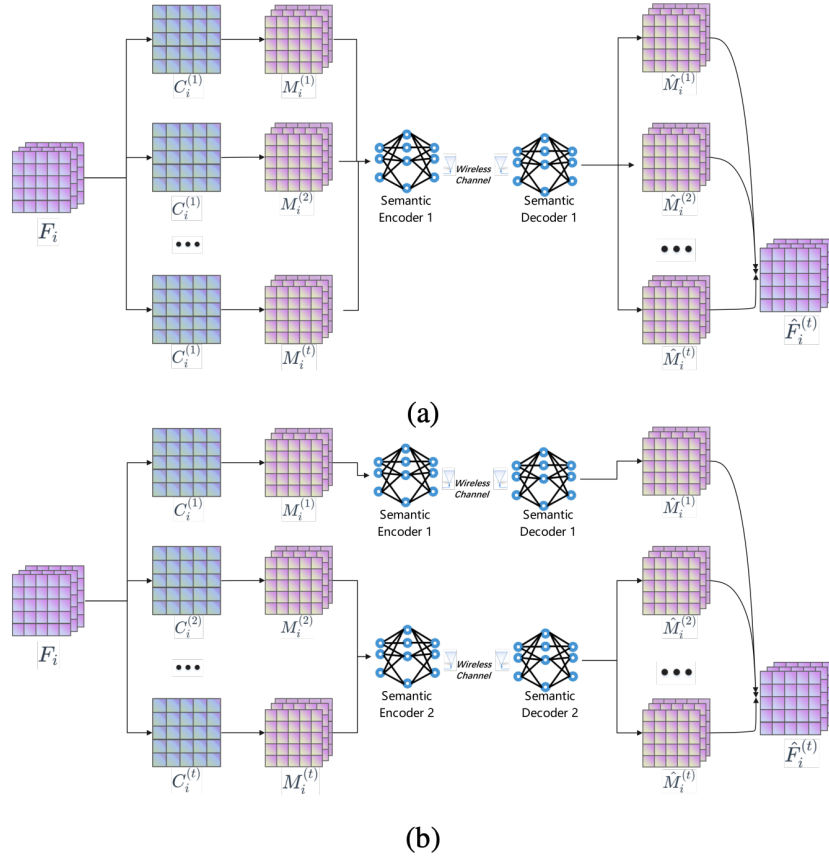 C_i^{(1)} M_i^{(1)} \hat{M}_i^{(1)}
F_i C_i^{(1)} M_i^{(2)} Semantic Encoder 1 Wireless Channel Semantic Decoder 1 \hat{M}_i^{(2)}
•••
•••
C_i^{(1)} M_i^{(t)} \hat{M}_i^{(t)} \hat{F}_i^{(t)}
(a)
C_i^{(1)} M_i^{(1)} Semantic Encoder 1 Wireless Channel Semantic Decoder 1 \hat{M}_i^{(1)}
F_i C_i^{(2)} M_i^{(2)} \hat{M}_i^{(2)}
•••
Semantic Encoder 2 Wireless Channel Semantic Decoder 2
•••
C_i^{(t)} M_i^{(t)} \hat{M}_i^{(t)} \hat{F}_i^{(t)}
(b)